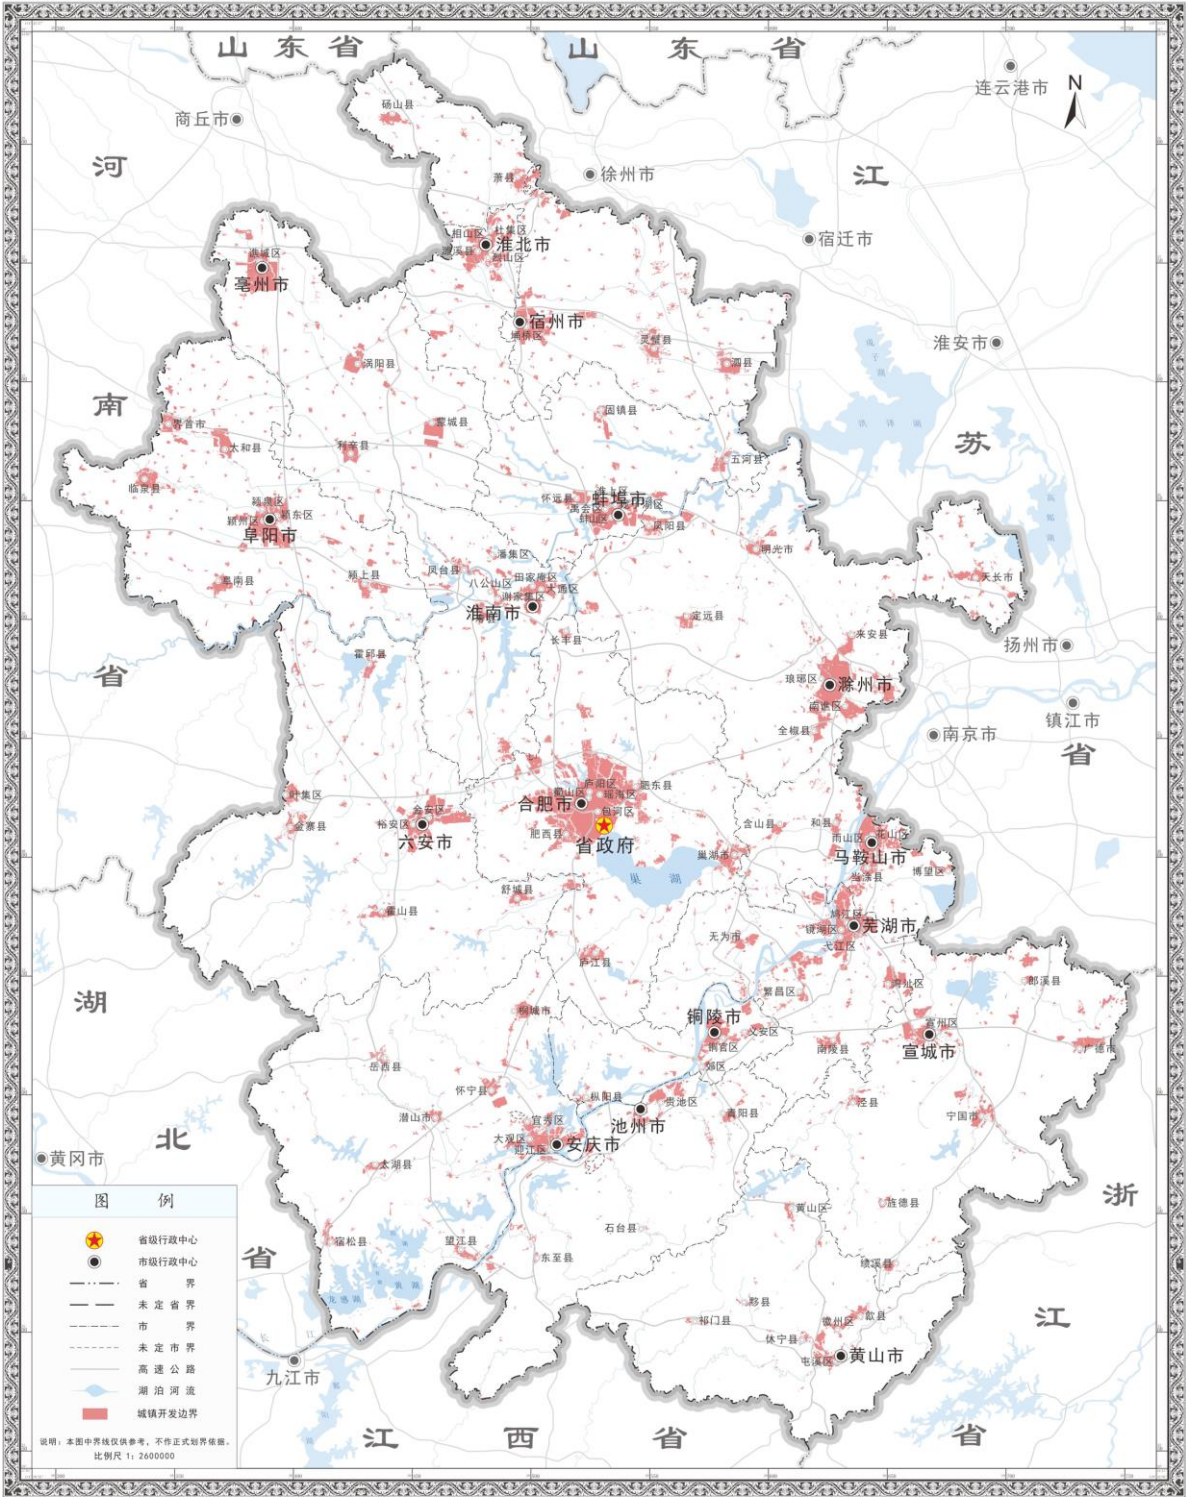 山东省
山东省
连云港市
N
砀山县
商丘市
河
萧县
徐州市
江
相山区
杜集区
淮北市
濉溪县
烈山区
宿迁市
谯城区
亳州市
宿州市
埇桥区
灵璧县
泗县
淮安市
涡阳县
南
界首市
太和县
利辛县
蒙城县
固镇县
苏
五河县
临泉县
颍泉区
颍州区
颍东区
阜阳市
怀远县
蚌埠市
禹会区
蚌山区
凤阳县
明光市
潘集区
凤台县
八公山区
田家庵区
大通区
谢家集区
淮南市
阜南县
颍上县
天长市
定远县
长丰县
来安县
扬州市
霍邱县
省
琅琊区
滁州市
南谯区
全椒县
镇江市
南京市
省
庐阳区
蜀山区
瑶海区
肥东县
合肥市
包河区
肥西县
省政府
叶集区
金寨县
金安区
裕安区
六安市
含山县
和县
雨山区
花山区
马鞍山市
当涂县
博望区
巢湖市
巢湖
舒城县
霍山县
鸠江区
镜湖区
芜湖市
弋江区
无为市
庐江县
湾沚区
郎溪县
繁昌区
湖
桐城市
铜陵市
义安区
铜官区
郊区
南陵县
宣州区
宣城市
广德市
岳西县
怀宁县
枞阳县
贵池区
池州市
青阳县
泾县
宁国市
潜山市
宜秀区
大观区
迎江区
安庆市
北
黄冈市
太湖县
浙
黄山区
旌德县
石台县
宿松县
望江县
东至县
绩溪县
省
黟县
祁门县
徽州区
歙县
休宁县
屯溪区
黄山市
江
长江
九江市
江西省
省
图例
省级行政中心
市级行政中心
省界
未定省界
市界
未定市界
高速公路
湖泊河流
城镇开发边界
说明：本图中界线仅供参考，不作正式划界依据。
比例尺 1：2600000